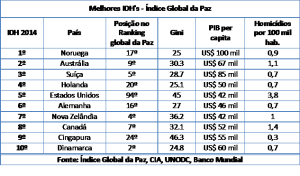 Melhores IDH's - Índice Global da Paz
IDH 2014 País Posição no Ranking global da Paz Gini PIB per capita Homicídios por 100 mil hab.
1º Noruega 17º 25 US$ 100 mil 0,9
2º Austrália 9º 30.3 US$ 67 mil 1,1
3º Suíça 5º 28.7 US$ 85 mil 0,7
4º Holanda 20º 25.1 US$ 50 mil 0,7
5º Estados Unidos 94º 45 US$ 42 mil 3,8
6º Alemanha 16º 27 US$ 46 mil 0,7
7º Nova Zelândia 4º 36.2 US$ 42 mil 1
8º Canadá 7º 32.1 US$ 52 mil 1,4
9º Cingapura 24º 46.3 US$ 55 mil 0,3
10º Dinamarca 2º 24.8 US$ 60 mil 0,7
Fonte: Índice Global da Paz, CIA, UNODC, Banco Mundial